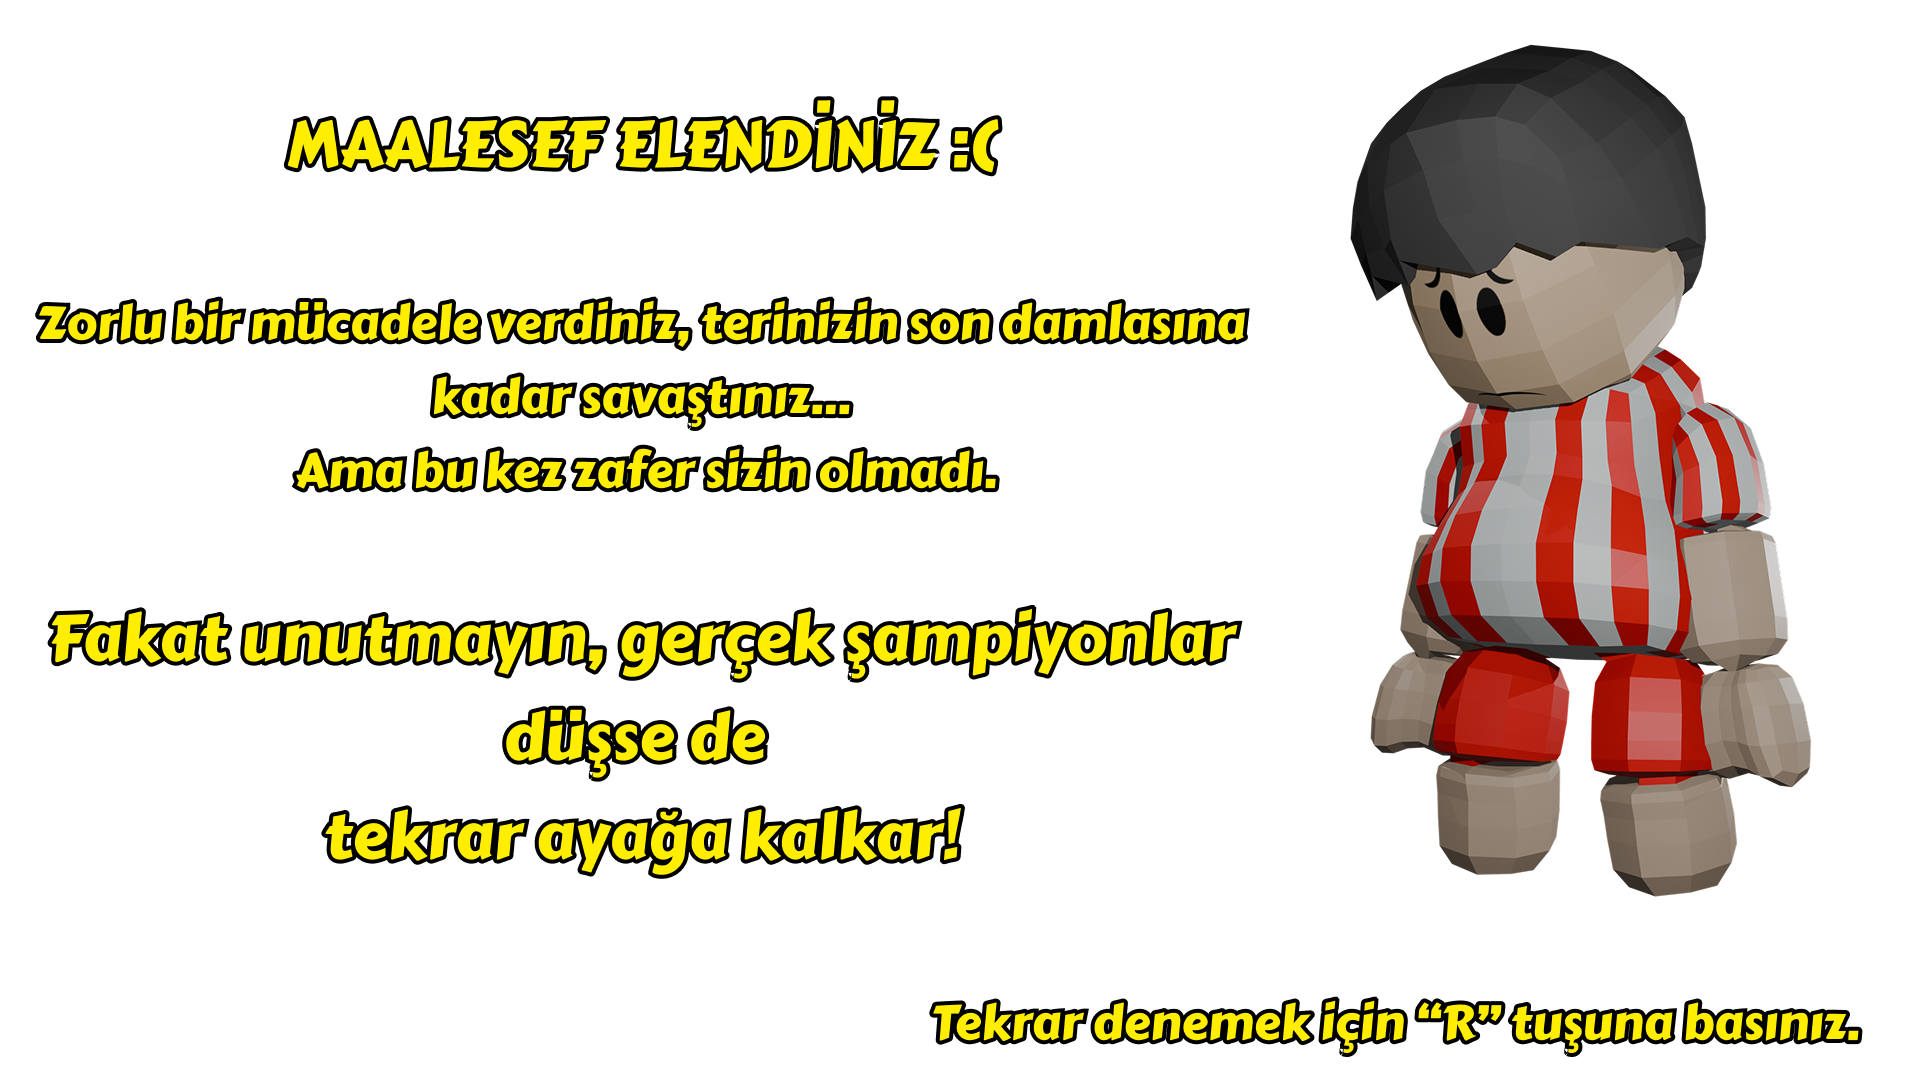 MAALESEF ELENDİNİZ :(
Zorlu bir mücadele verdiniz, terinizin son damlasına
kadar savaştınız...
Ama bu kez zafer sizin olmadı.
Fakat unutmayın, gerçek şampiyonlar
düşse de
tekrar ayağa kalkar!
Tekrar denemek için “R” tuşuna basınız.